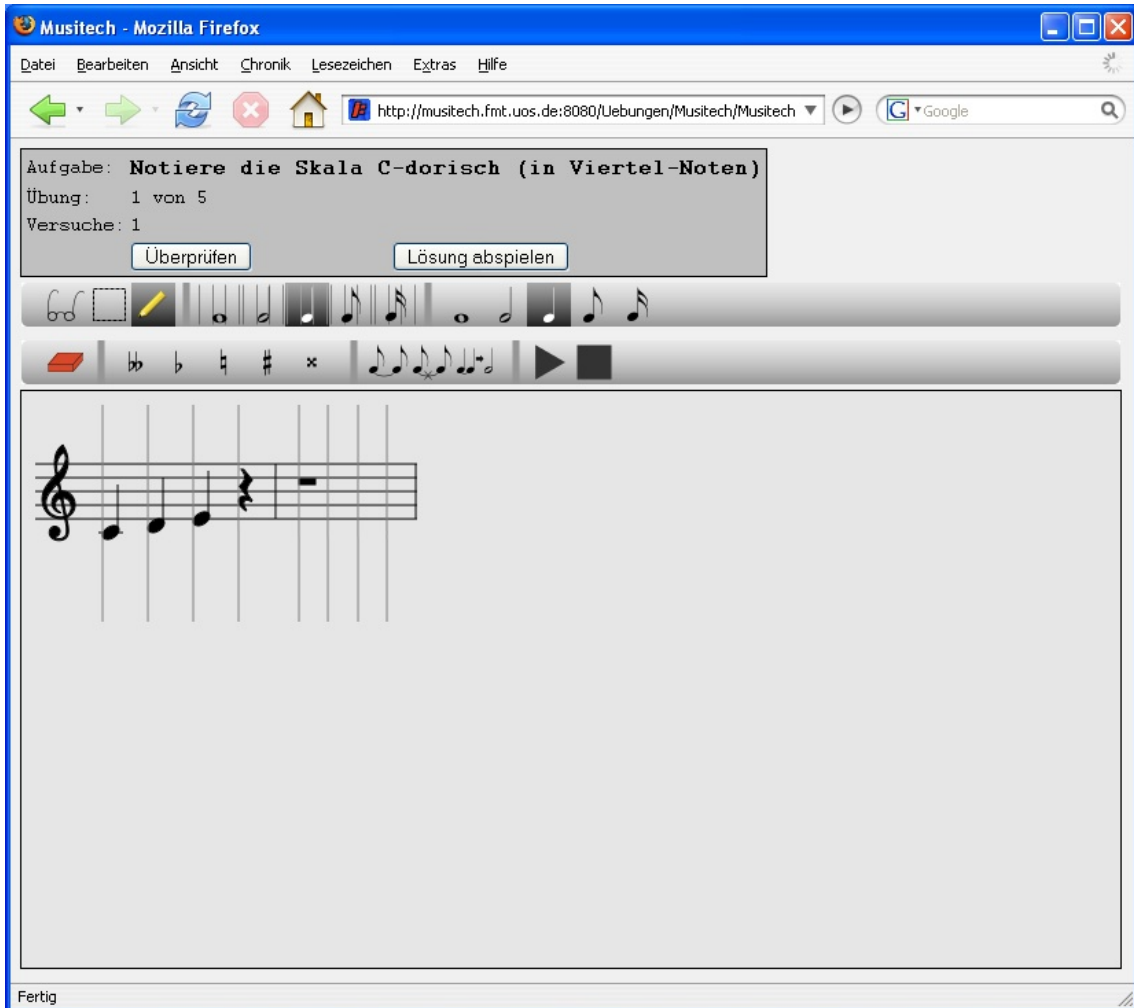 Musitech - Mozilla Firefox
Datei Bearbeiten Ansicht Chronik Lesezeichen Extras Hilfe
http://musitech.fmt.uos.de:8080/Uebungen/Musitech/Musitech Google
Aufgabe: Notiere die Skala C-dorisch (in Viertel-Noten)
Übung: 1 von 5
Versuche: 1
Überprüfen Lösung abspielen
Fertig